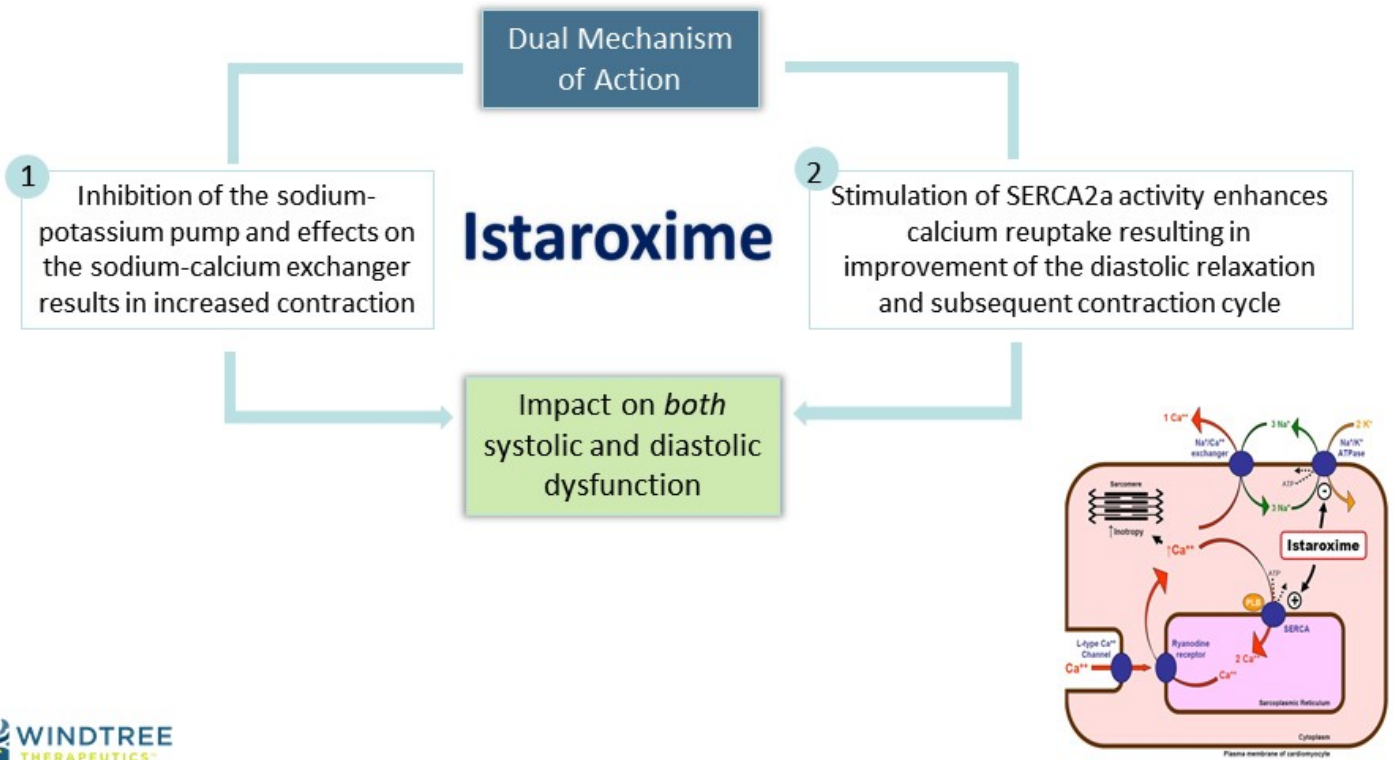 Dual Mechanism
of Action
1
Inhibition of the sodium-
potassium pump and effects on
the sodium-calcium exchanger
results in increased contraction
Istaroxime
2
Stimulation of SERCA2a activity enhances
calcium reuptake resulting in
improvement of the diastolic relaxation
and subsequent contraction cycle
Impact on both
systolic and diastolic
dysfunction
1 Ca⁺⁺
3 Na⁺
2 K⁺
Na⁺/Ca⁺⁺
exchanger
Na⁺/K⁺
ATPase
ATP
-
3 Na⁺
Sarcomere
↑Inotropy
↑Ca⁺⁺
Istaroxime
ATP
PLB
+
SERCA
L-type Ca⁺⁺
Channel
Ca⁺⁺
Ryanodine
receptor
2 Ca⁺⁺
Ca⁺⁺
Sarcoplasmic Reticulum
Cytoplasm
Plasma membrane of cardiomyocyte
WINDTREE
THERAPEUTICS™